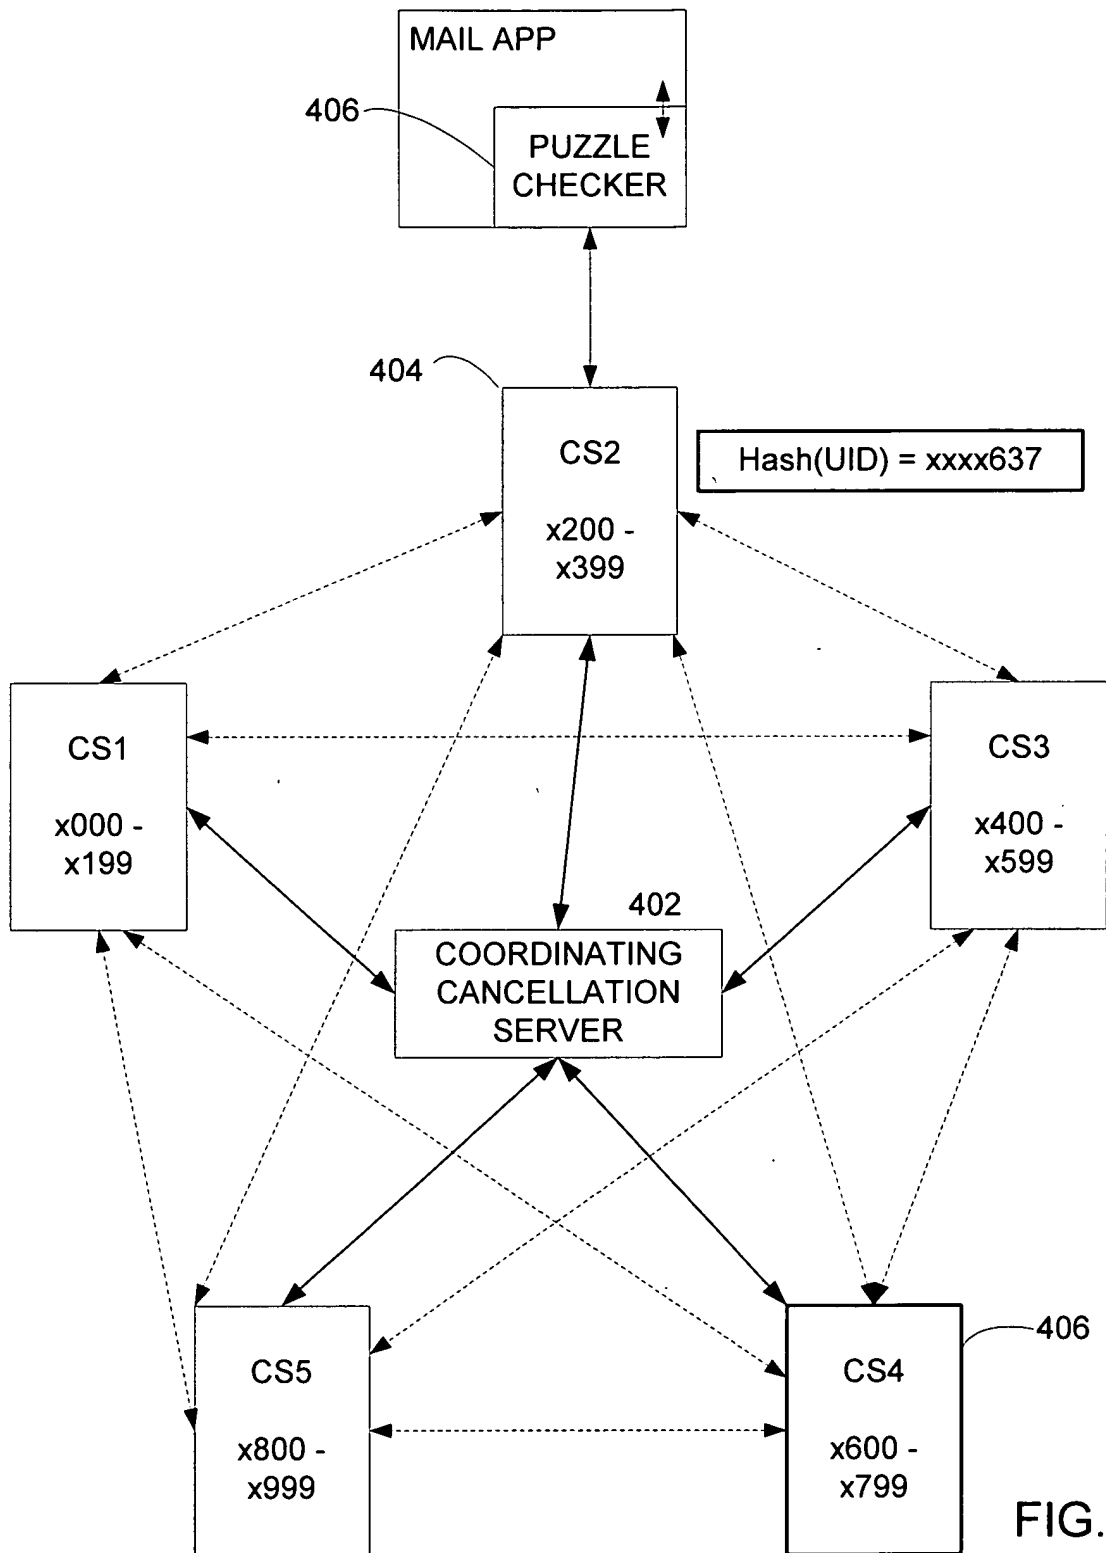 MAIL APP
406
PUZZLE
CHECKER
404
CS2
x200 -
x399
Hash(UID) = xxxx637
CS1
x000 -
x199
CS3
x400 -
x599
402
COORDINATING
CANCELLATION
SERVER
CS5
x800 -
x999
CS4
x600 -
x799
406
FIG.